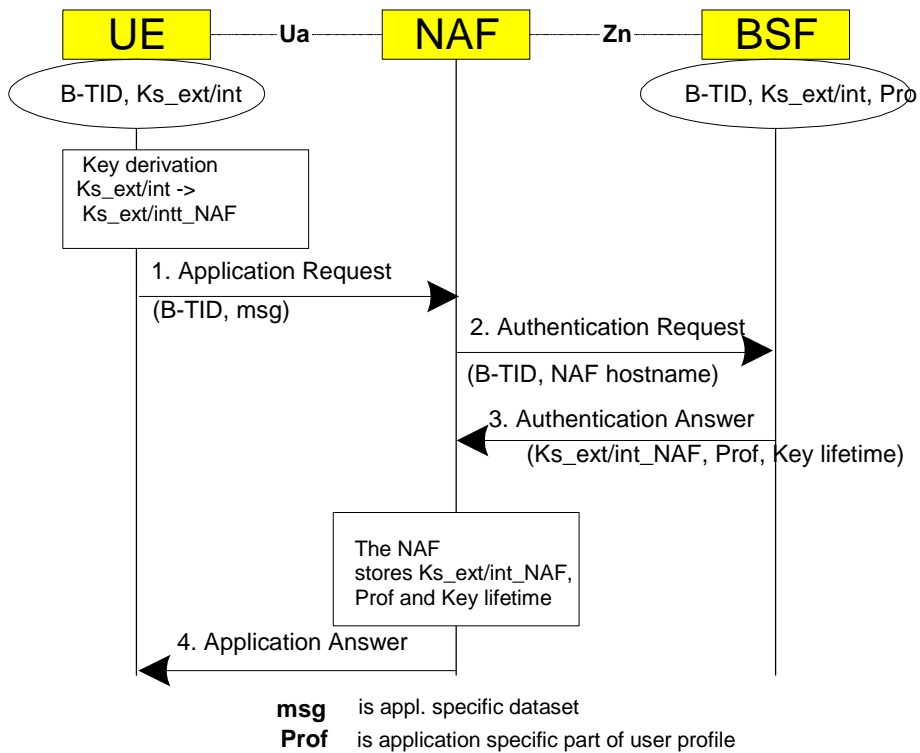 UE Ua NAF Zn BSF
B-TID, Ks_ext/int
B-TID, Ks_ext/int, Pro
Key derivation
Ks_ext/int ->
Ks_ext/intt_NAF
1. Application Request
(B-TID, msg)
2. Authentication Request
(B-TID, NAF hostname)
3. Authentication Answer
(Ks_ext/int_NAF, Prof, Key lifetime)
The NAF
stores Ks_ext/int_NAF,
Prof and Key lifetime
4. Application Answer
msg is appl. specific dataset
Prof is application specific part of user profile